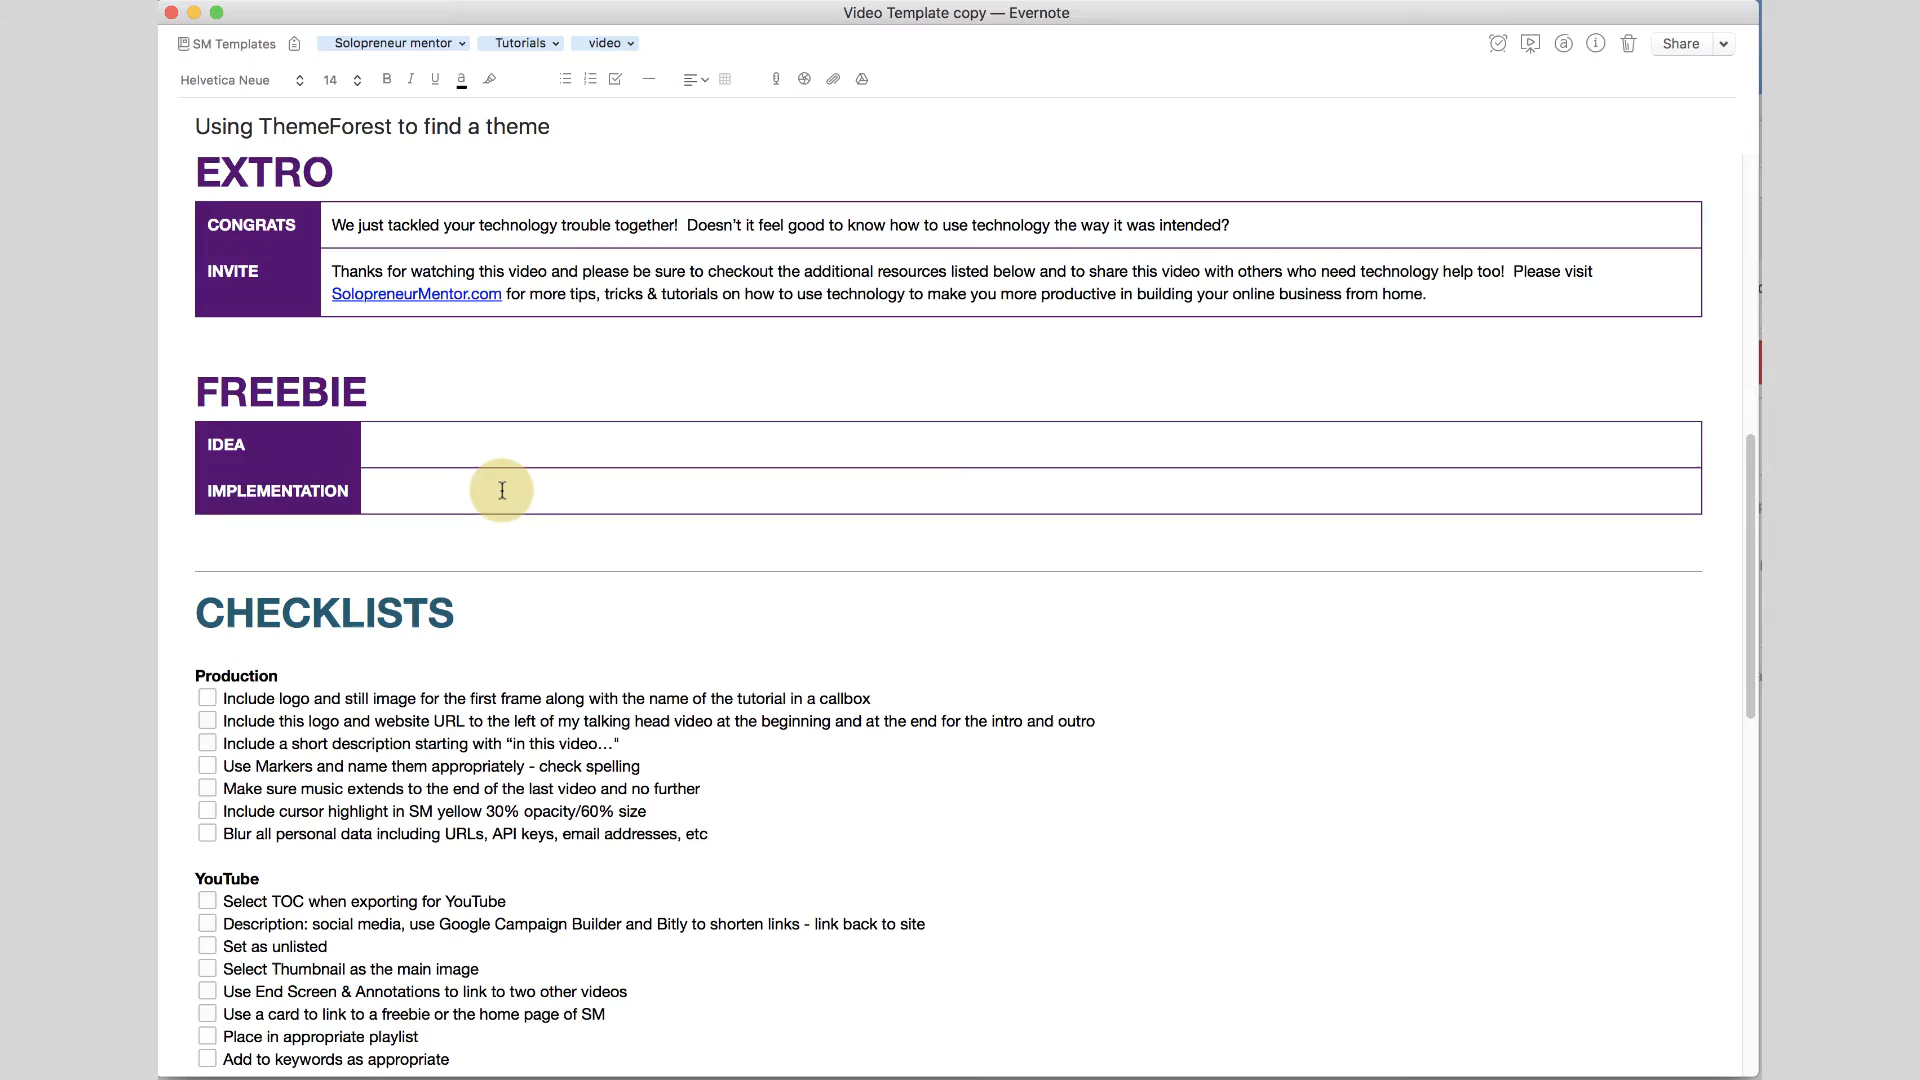 Video Template copy — Evernote
SM Templates Solopreneur mentor Tutorials video Share
Helvetica Neue 14 B I U a
Using ThemeForest to find a theme
EXTRO
CONGRATS We just tackled your technology trouble together!  Doesn’t it feel good to know how to use technology the way it was intended?
INVITE Thanks for watching this video and please be sure to checkout the additional resources listed below and to share this video with others who need technology help too!  Please visit
SolopreneurMentor.com for more tips, tricks & tutorials on how to use technology to make you more productive in building your online business from home.
FREEBIE
IDEA
IMPLEMENTATION
CHECKLISTS
Production
Include logo and still image for the first frame along with the name of the tutorial in a callbox
Include this logo and website URL to the left of my talking head video at the beginning and at the end for the intro and outro
Include a short description starting with “in this video…"
Use Markers and name them appropriately - check spelling
Make sure music extends to the end of the last video and no further
Include cursor highlight in SM yellow 30% opacity/60% size
Blur all personal data including URLs, API keys, email addresses, etc
YouTube
Select TOC when exporting for YouTube
Description: social media, use Google Campaign Builder and Bitly to shorten links - link back to site
Set as unlisted
Select Thumbnail as the main image
Use End Screen & Annotations to link to two other videos
Use a card to link to a freebie or the home page of SM
Place in appropriate playlist
Add to keywords as appropriate